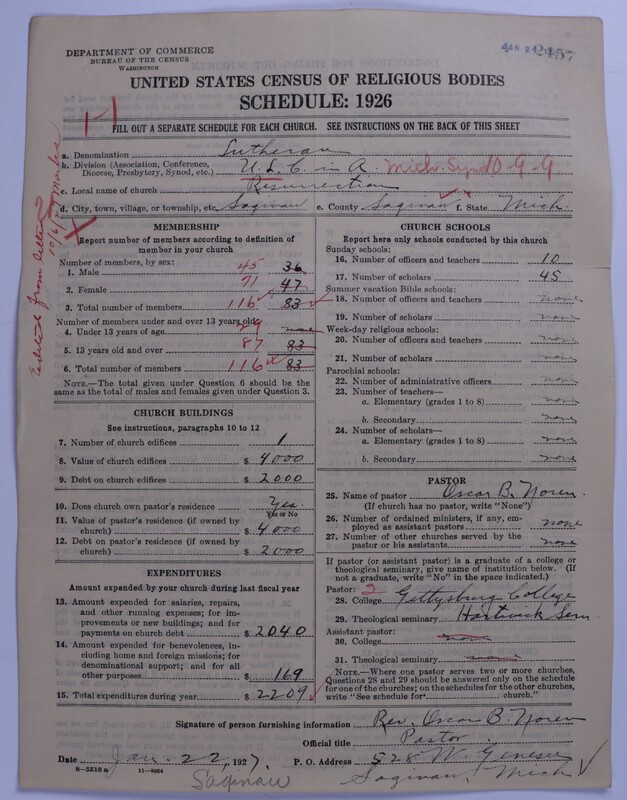 DEPARTMENT OF COMMERCE
BUREAU OF THE CENSUS
WASHINGTON
JAN 24
UNITED STATES CENSUS OF RELIGIOUS BODIES
SCHEDULE: 1926
FILL OUT A SEPARATE SCHEDULE FOR EACH CHURCH. SEE INSTRUCTIONS ON THE BACK OF THIS SHEET
a. Denomination Lutheran
b. Division (Association, Conference, Diocese, Presbytery, Synod, etc.) U.L.C. in A. Mich. Synd 0-9-9
c. Local name of church Resurrection
d. City, town, village, or township, etc. Saginaw e. County Saginaw f. State Mich.
10/6/27
MEMBERSHIP
Report number of members according to definition of
member in your church
Number of members, by sex:
1. Male 45 36
2. Female 71 47
3. Total number of members 116 83
Number of members under and over 13 years old:
4. Under 13 years of age 29 none
5. 13 years old and over 87 83
6. Total number of members 116 83
NOTE.—The total given under Question 6 should be
same as the total of males and females given under Question 3.
CHURCH BUILDINGS
See instructions, paragraphs 10 to 12
7. Number of church edifices 1
8. Value of church edifices $ 4000
9. Debt on church edifices $ 2000
10. Does church own pastor's residence Yes
Yes or No
11. Value of pastor's residence (if owned by
church) $ 4000
12. Debt on pastor's residence (if owned by
church) $ 2000
EXPENDITURES
Amount expended by your church during last fiscal year
13. Amount expended for salaries, repairs,
and other running expenses; for im-
provements or new buildings; and for
payments on church debt $ 2040
14. Amount expended for benevolences, in-
cluding home and foreign missions; for
denominational support; and for all
other purposes $ 169
15. Total expenditures during year $ 2209
CHURCH SCHOOLS
Report here only schools conducted by this church
Sunday schools:
16. Number of officers and teachers 10
17. Number of scholars 45
Summer vacation Bible schools:
18. Number of officers and teachers none
19. Number of scholars none
Week-day religious schools:
20. Number of officers and teachers none
21. Number of scholars none
Parochial schools:
22. Number of administrative officers none
23. Number of teachers—
a. Elementary (grades 1 to 8) none
b. Secondary none
24. Number of scholars—
a. Elementary (grades 1 to 8) none
b. Secondary none
PASTOR
25. Name of pastor Oscar B. Noren
(If church has no pastor, write "None")
26. Number of ordained ministers, if any, em-
ployed as assistant pastors none
27. Number of other churches served by the
pastor or his assistants none
If pastor (or assistant pastor) is a graduate of a college or
theological seminary, give name of institution below. (If
not a graduate, write "No" in the space indicated.)
Pastor: 2
28. College Gettysburg College
29. Theological seminary Hartwick Sem
Assistant pastor:
30. College none
31. Theological seminary none
NOTE.—Where one pastor serves two or more churches,
Questions 28 and 29 should be answered only on the schedule
for one of the churches; on the schedules for the other churches,
write "See schedule for church."
Signature of person furnishing information Rev. Oscar B. Noren
Official title Pastor
Date Jan. 22, 1927. P. O. Address 528 W. Genesee
8-5518 a 11-9054 Saginaw, Mich
Saginaw